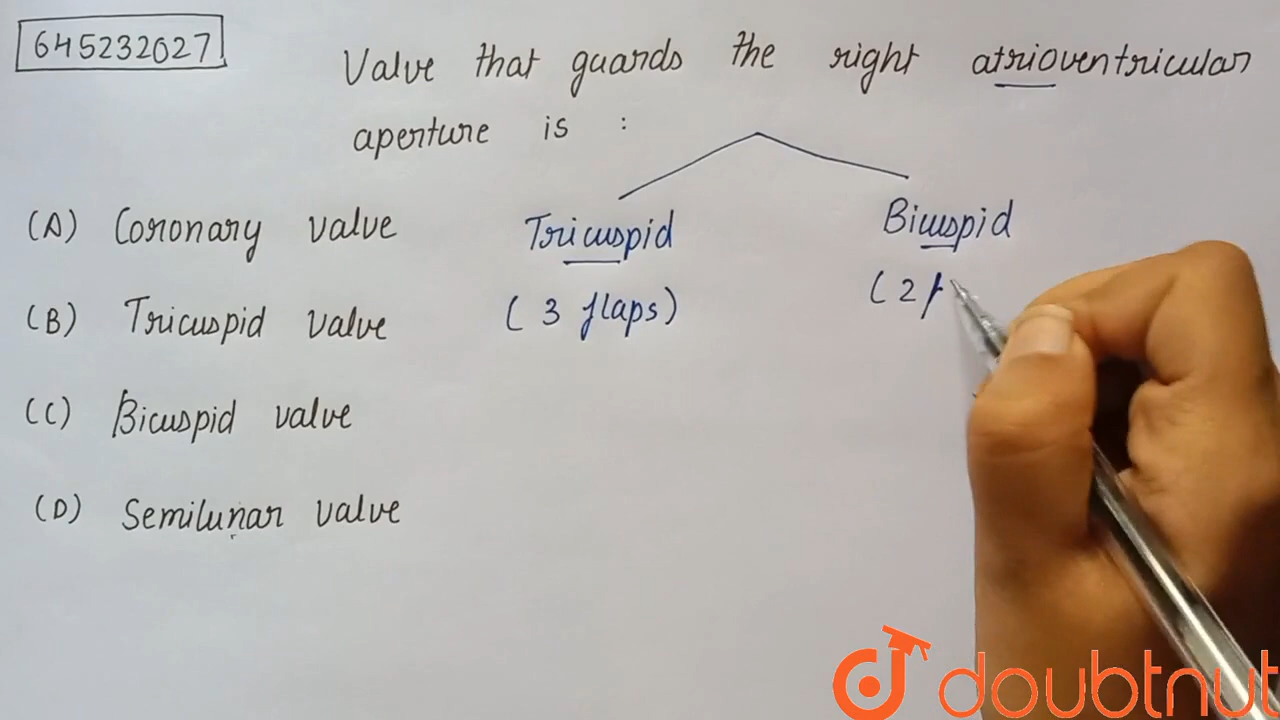 645232027
Valve that guards the right atrioventricular
aperture is :
(A) Coronary valve
Tricuspid
Bicuspid
(B) Tricuspid valve
( 3 flaps)
( 2
(C) Bicuspid valve
(D) Semilunar valve
doubtnut